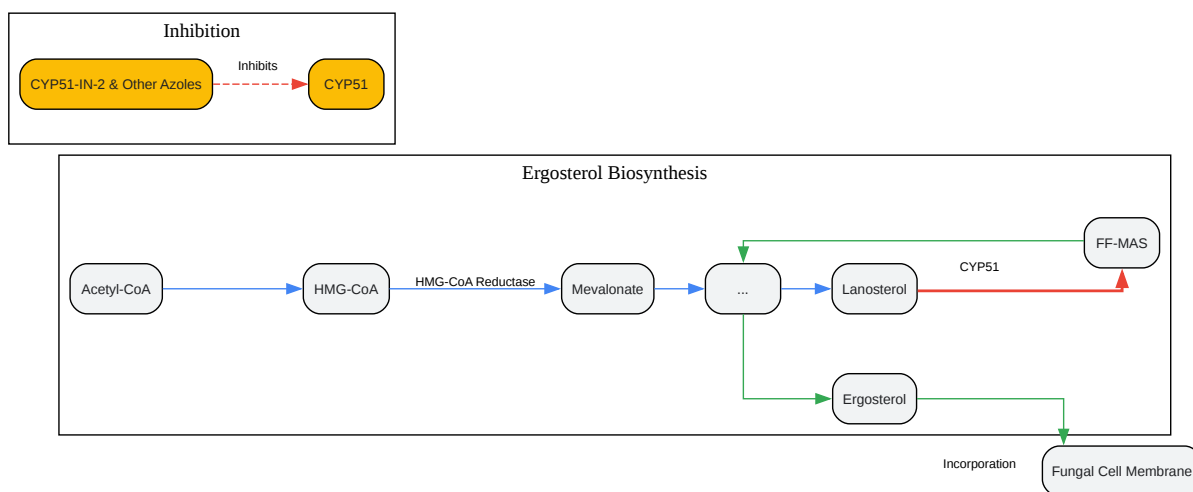 Inhibition
CYP51-IN-2 & Other Azoles
Inhibits
CYP51
Ergosterol Biosynthesis
Acetyl-CoA
HMG-CoA
HMG-CoA Reductase
Mevalonate
...
Lanosterol
CYP51
FF-MAS
Ergosterol
Incorporation
Fungal Cell Membrane